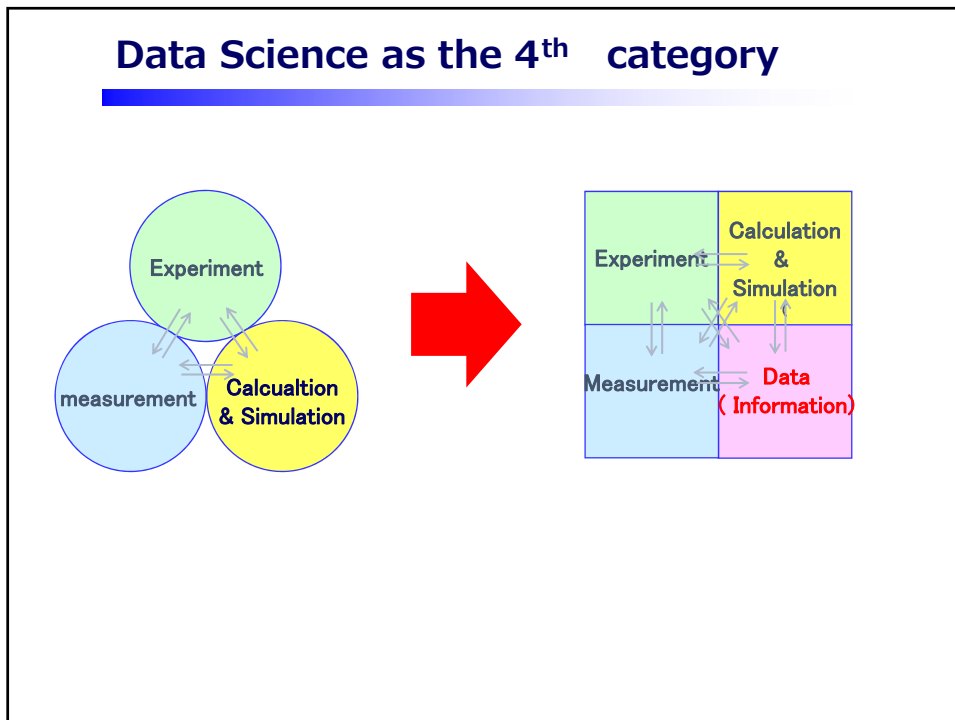 Data Science as the 4th category
Experiment
measurement
Calcualtion
& Simulation
Experiment
Calculation
&
Simulation
(
Measurement
Data
( Information)